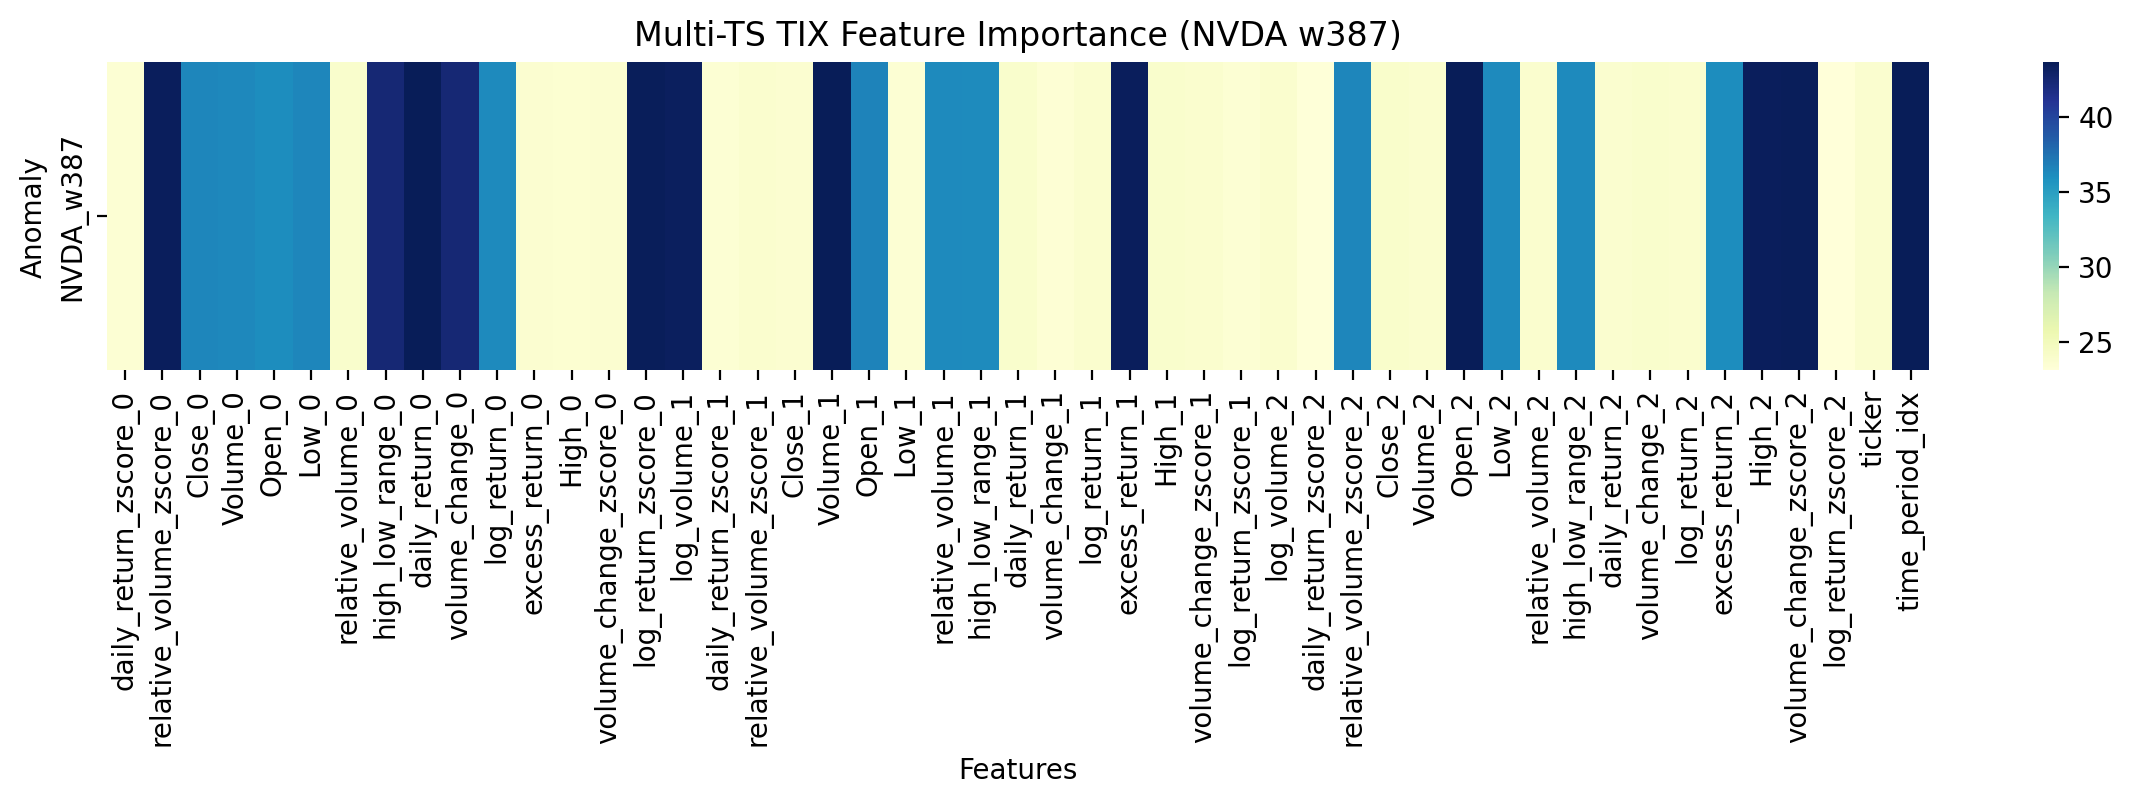 Multi-TS TIX Feature Importance (NVDA w387)
Anomaly
NVDA_w387
40
35
30
25
daily_return_zscore_0
relative_volume_zscore_0
Close_0
Volume_0
Open_0
Low_0
relative_volume_0
high_low_range_0
daily_return_0
volume_change_0
log_return_0
excess_return_0
High_0
volume_change_zscore_0
log_return_zscore_0
log_volume_1
daily_return_zscore_1
relative_volume_zscore_1
Close_1
Volume_1
Open_1
Low_1
relative_volume_1
high_low_range_1
daily_return_1
volume_change_1
log_return_1
excess_return_1
High_1
volume_change_zscore_1
log_return_zscore_1
log_volume_2
daily_return_zscore_2
relative_volume_zscore_2
Close_2
Volume_2
Open_2
Low_2
relative_volume_2
high_low_range_2
daily_return_2
volume_change_2
log_return_2
excess_return_2
High_2
volume_change_zscore_2
log_return_zscore_2
ticker
time_period_idx
Features